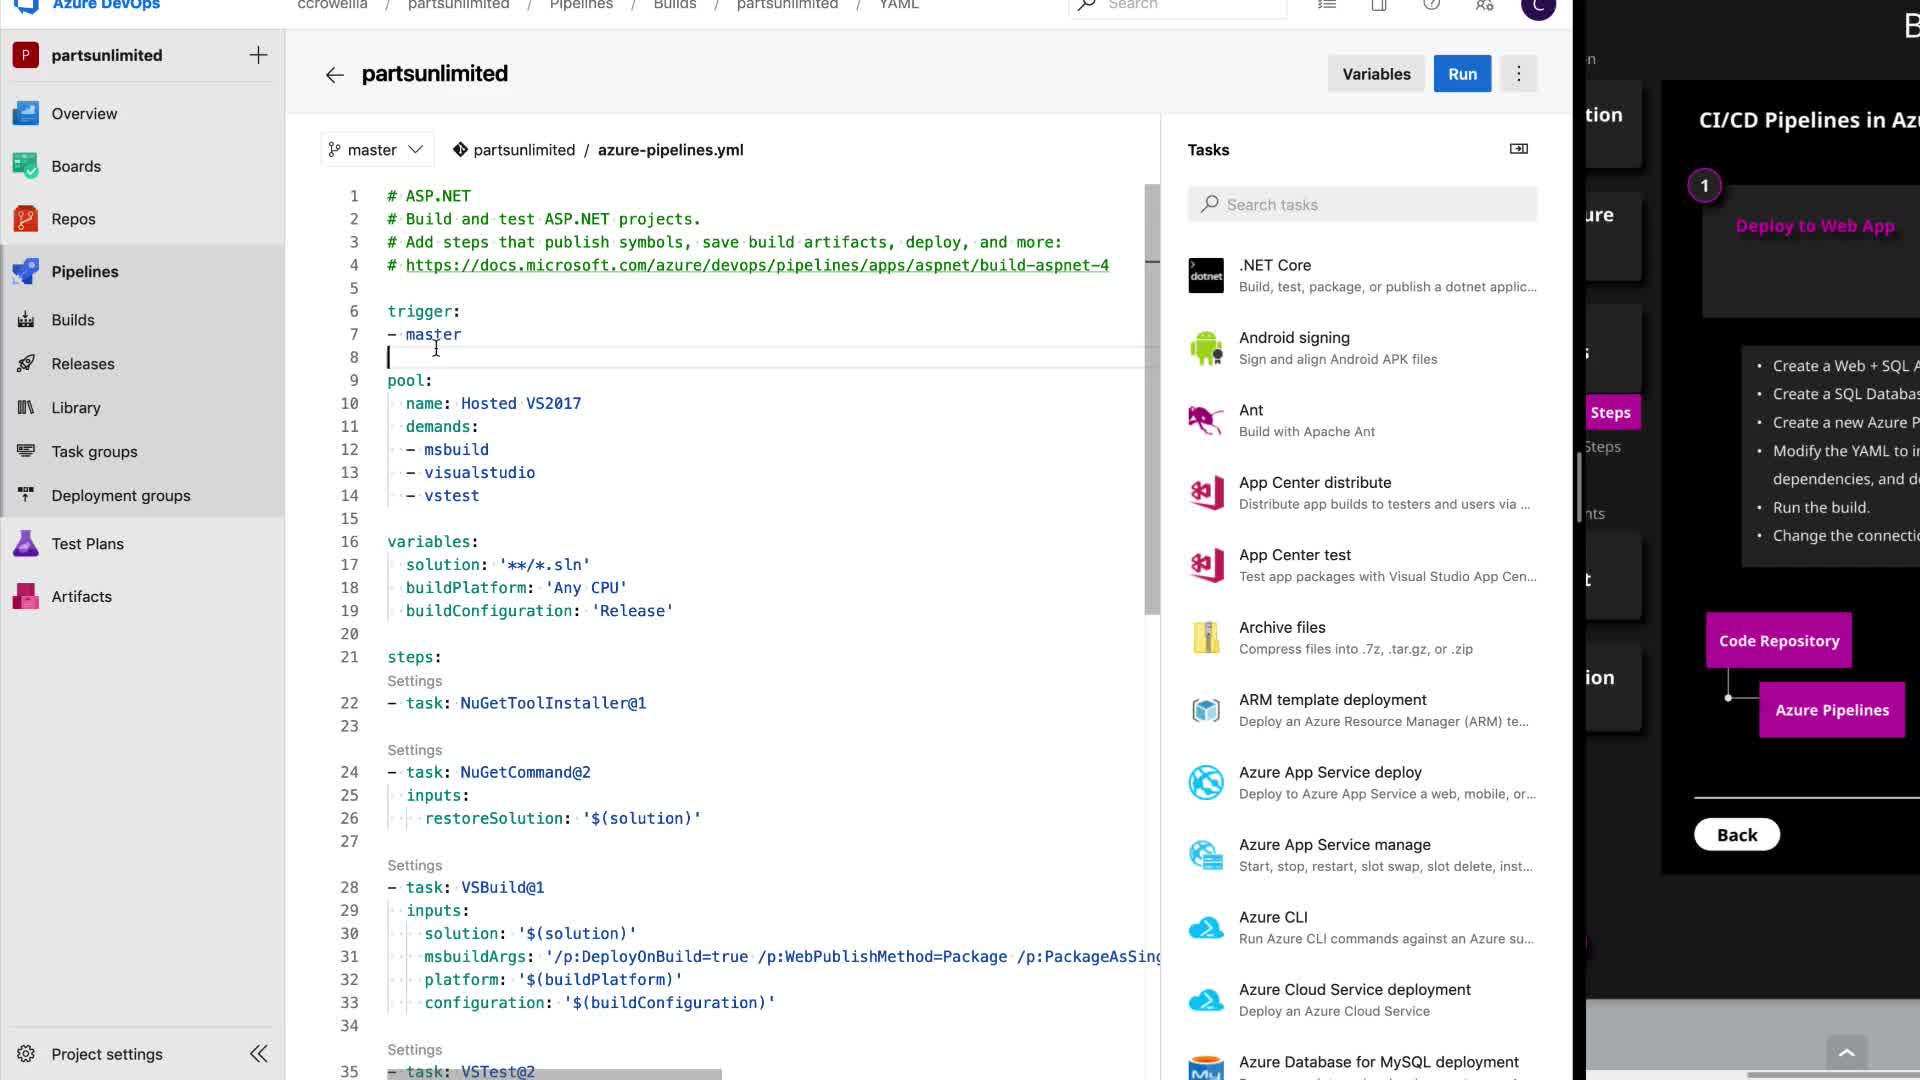 Azure DevOps
ccrowellla / partsunlimited / Pipelines / Builds / partsunlimited / YAML
Search
C
P partsunlimited
Overview
Boards
Repos
Pipelines
Builds
Releases
Library
Task groups
Deployment groups
Test Plans
Artifacts
Project settings
partsunlimited
Variables
Run
master
partsunlimited / azure-pipelines.yml
1 # ASP.NET
2 # Build and test ASP.NET projects.
3 # Add steps that publish symbols, save build artifacts, deploy, and more:
4 # https://docs.microsoft.com/azure/devops/pipelines/apps/aspnet/build-aspnet-4
5
6 trigger:
7 - master
8
9 pool:
10 name: Hosted VS2017
11 demands:
12 - msbuild
13 - visualstudio
14 - vstest
15
16 variables:
17 solution: '**/*.sln'
18 buildPlatform: 'Any CPU'
19 buildConfiguration: 'Release'
20
21 steps:
Settings
22 - task: NuGetToolInstaller@1
23
Settings
24 - task: NuGetCommand@2
25 inputs:
26 restoreSolution: '$(solution)'
27
Settings
28 - task: VSBuild@1
29 inputs:
30 solution: '$(solution)'
31 msbuildArgs: '/p:DeployOnBuild=true /p:WebPublishMethod=Package /p:PackageAsSing
32 platform: '$(buildPlatform)'
33 configuration: '$(buildConfiguration)'
34
Settings
35 - task: VSTest@2
Tasks
Search tasks
dotnet
.NET Core
Build, test, package, or publish a dotnet applic...
Android signing
Sign and align Android APK files
Ant
Build with Apache Ant
App Center distribute
Distribute app builds to testers and users via ...
App Center test
Test app packages with Visual Studio App Cen...
Archive files
Compress files into .7z, .tar.gz, or .zip
ARM template deployment
Deploy an Azure Resource Manager (ARM) te...
Azure App Service deploy
Deploy to Azure App Service a web, mobile, or...
Azure App Service manage
Start, stop, restart, slot swap, slot delete, inst...
Azure CLI
Run Azure CLI commands against an Azure su...
Azure Cloud Service deployment
Deploy an Azure Cloud Service
My
Azure Database for MySQL deployment
B
n
tion
ure
s
Steps
Steps
nts
t
ion
CI/CD Pipelines in Azu
1
Deploy to Web App
• Create a Web + SQL A
• Create a SQL Databas
• Create a new Azure P
• Modify the YAML to in
dependencies, and de
• Run the build.
• Change the connectio
Code Repository
Azure Pipelines
Back